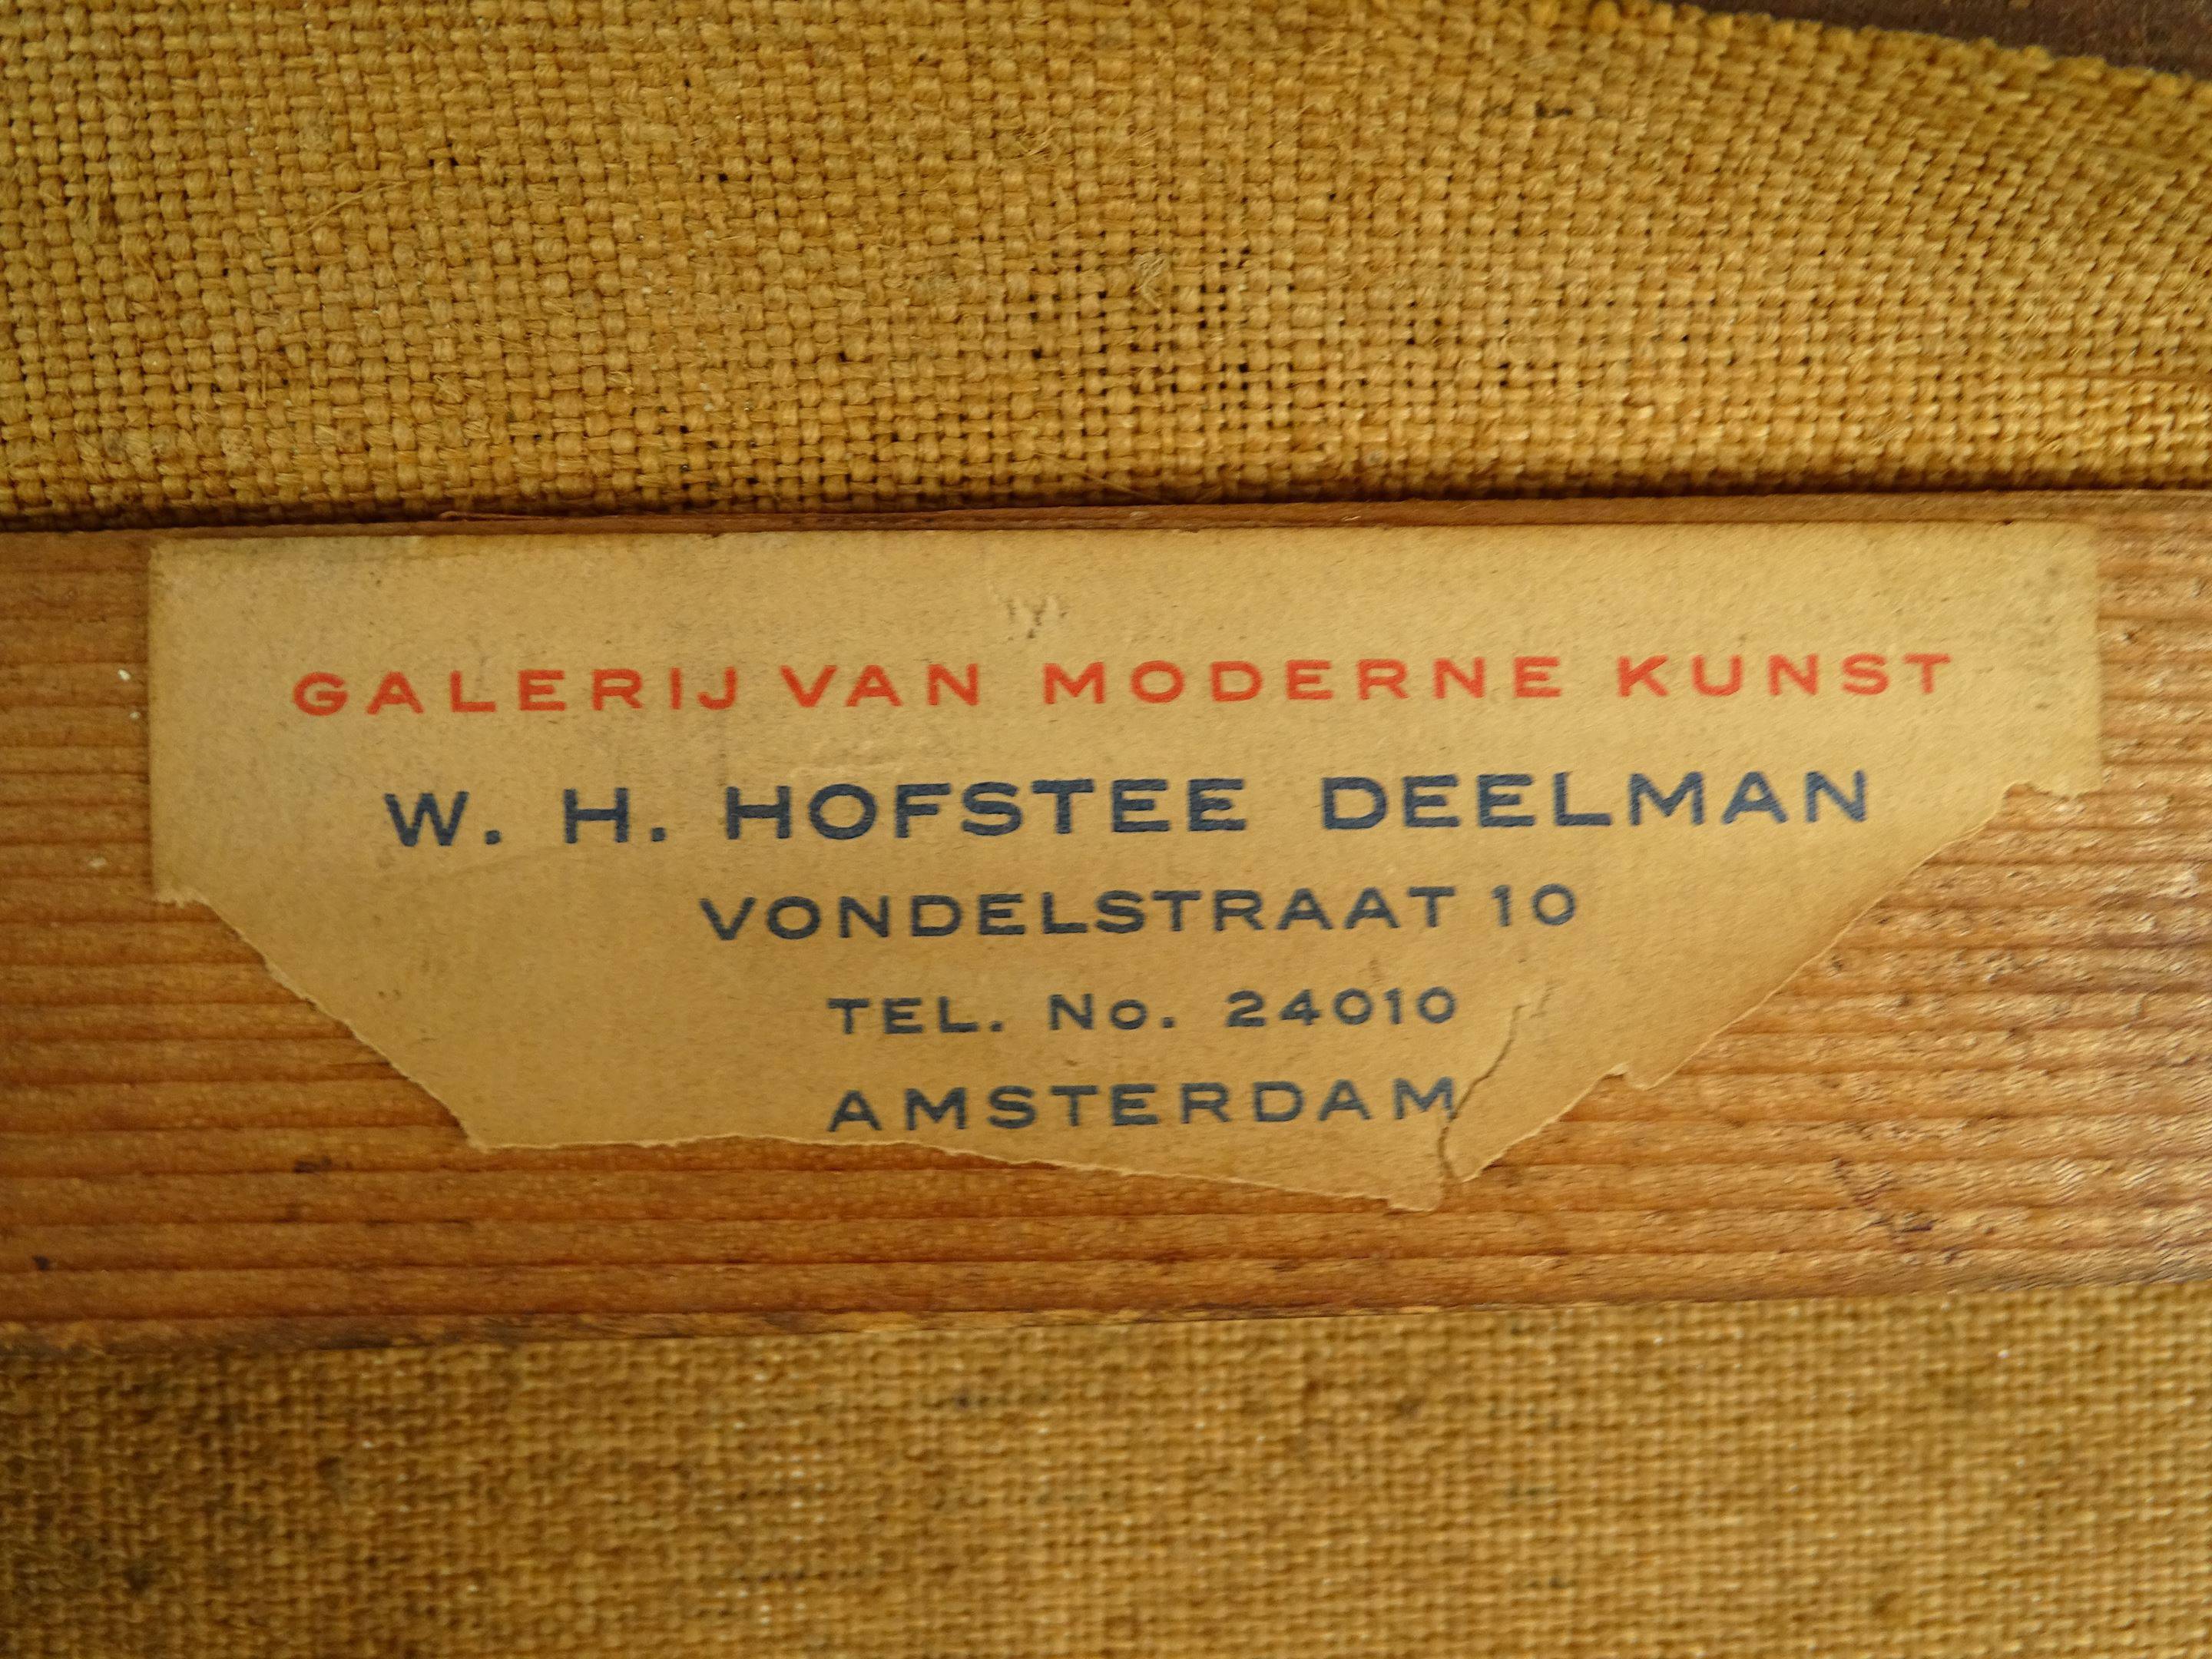 GALERIJ VAN MODERNE KUNST
W. H. HOFSTEE DEELMAN
VONDELSTRAAT 10
TEL. No. 24010
AMSTERDAM